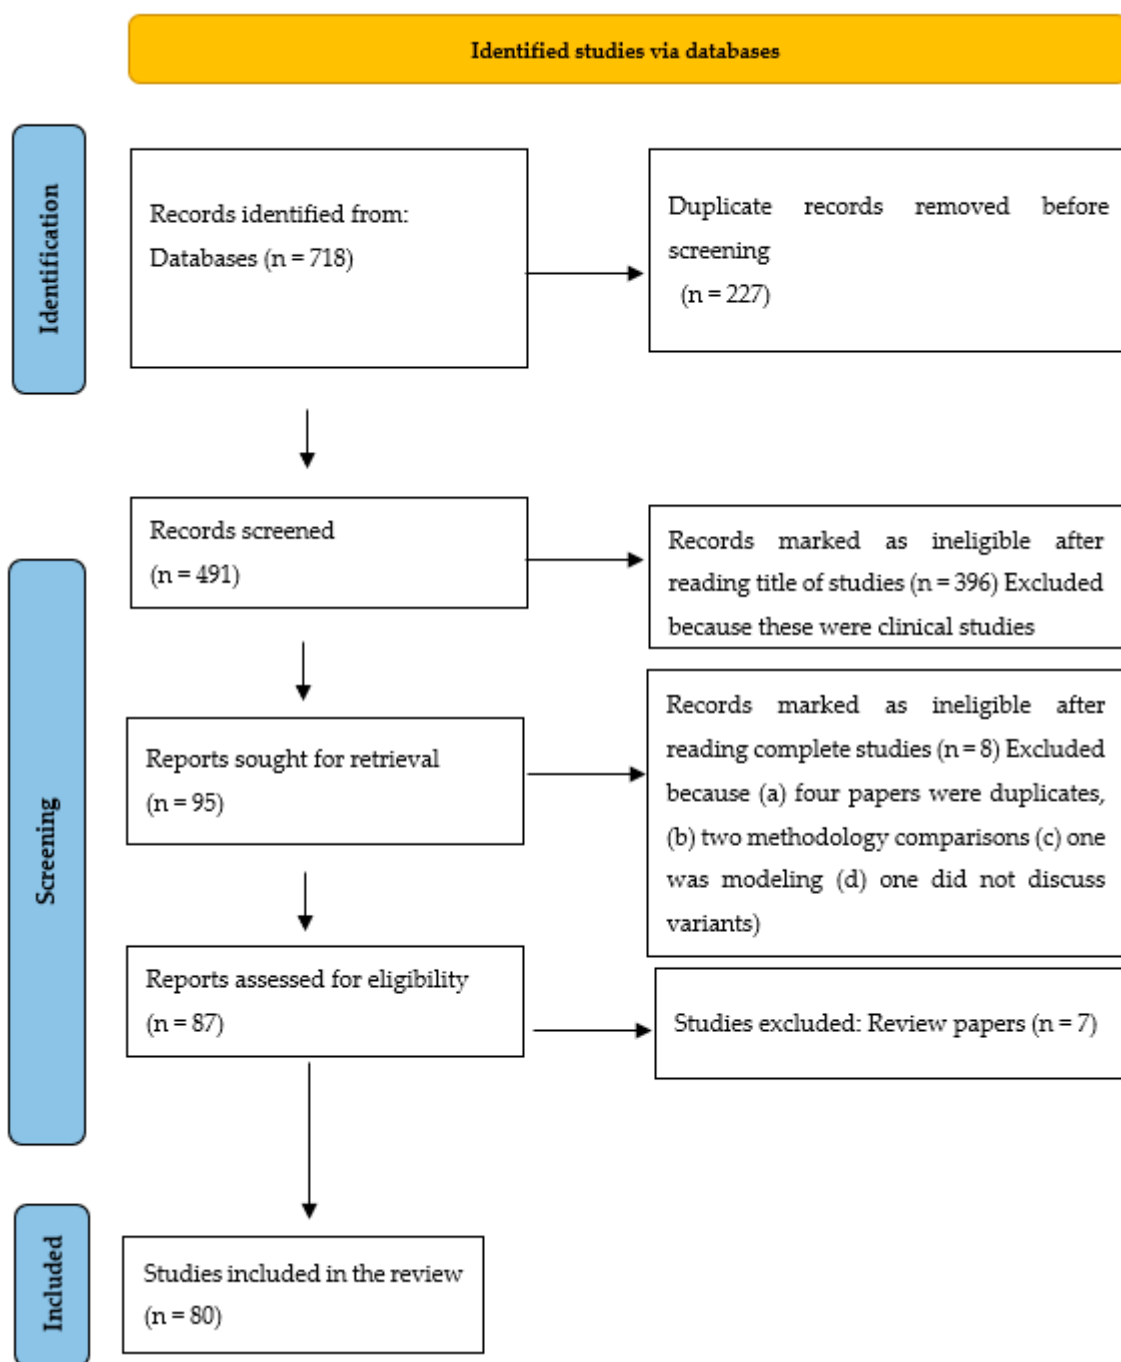 Identified studies via databases
Identification
Records identified from:
Databases (n = 718)
Duplicate records removed before
screening
(n = 227)
Screening
Records screened
(n = 491)
Records marked as ineligible after
reading title of studies (n = 396) Excluded
because these were clinical studies
Reports sought for retrieval
(n = 95)
Records marked as ineligible after
reading complete studies (n = 8) Excluded
because (a) four papers were duplicates,
(b) two methodology comparisons (c) one
was modeling (d) one did not discuss
variants)
Reports assessed for eligibility
(n = 87)
Studies excluded: Review papers (n = 7)
Included
Studies included in the review
(n = 80)